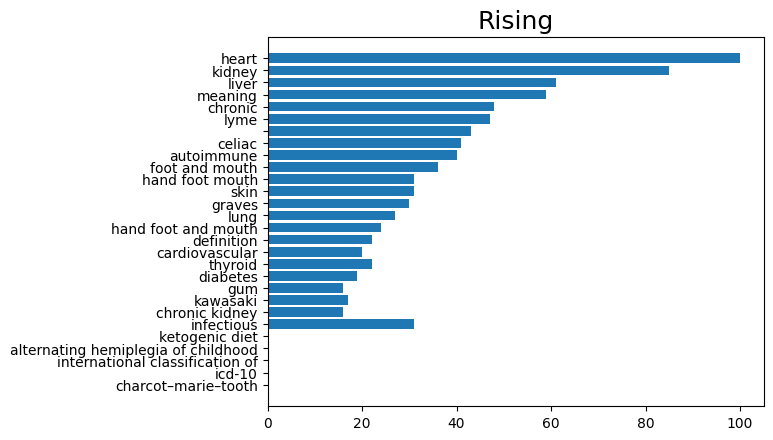 Rising
heart
kidney
liver
meaning
chronic
lyme
celiac
autoimmune
foot and mouth
hand foot mouth
skin
graves
lung
hand foot and mouth
definition
cardiovascular
thyroid
diabetes
gum
kawasaki
chronic kidney
infectious
ketogenic diet
alternating hemiplegia of childhood
international classification of
icd-10
charcot–marie–tooth
0 20 40 60 80 100